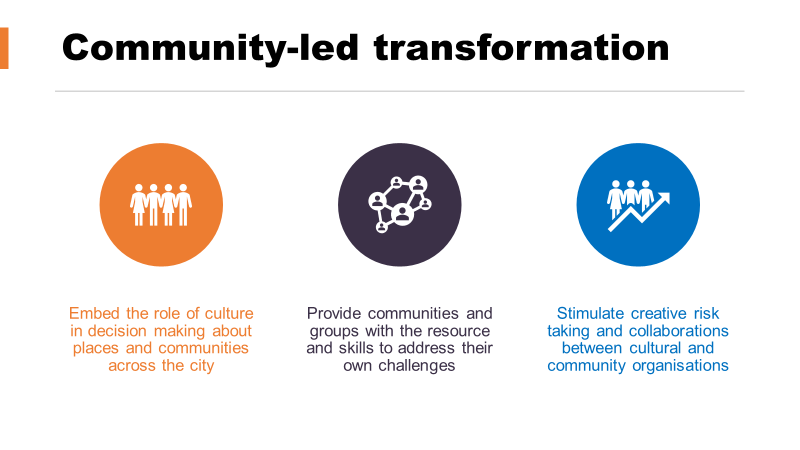 Community-led transformation
Embed the role of culture
in decision making about
places and communities
across the city
Provide communities and
groups with the resource
and skills to address their
own challenges
Stimulate creative risk
taking and collaborations
between cultural and
community organisations